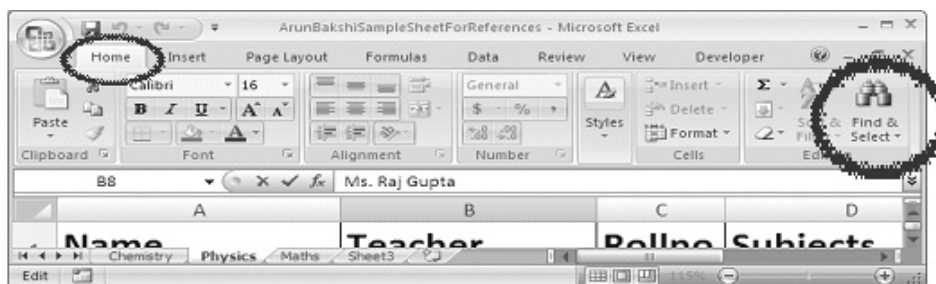 ArunBakshiSampleSheetForReferences - Microsoft Excel
Home Insert Page Layout Formulas Data Review View Developer
Calibri 16 General Σ Insert
Paste B I U A A $ % , Styles Delete Find &
A Format Select
Clipboard Font Alignment Number Cells
B8 fx Ms. Raj Gupta
A B C D
Name Teacher Rollno Subjects
Chemistry Physics Maths Sheet3
Edit 115%